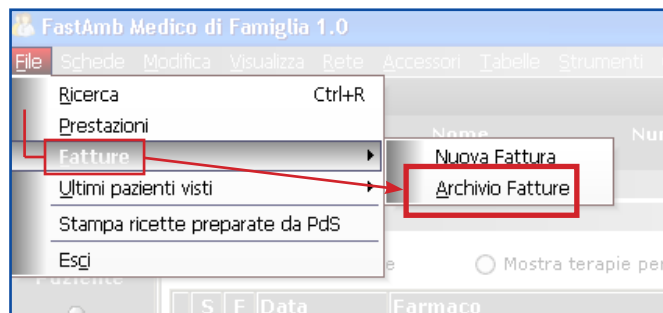 FastAmb Medico di Famiglia 1.0
File Schede Modifica Visualizza Rete Accessori Tabelle Strumenti
Ricerca Ctrl+R
Prestazioni
Nome
Fatture
Nuova Fattura
Ultimi pazienti visti
Archivio Fatture
Stampa ricette preparate da PdS
Esci
Mostra terapie per
Paziente
S F Data Farmaco